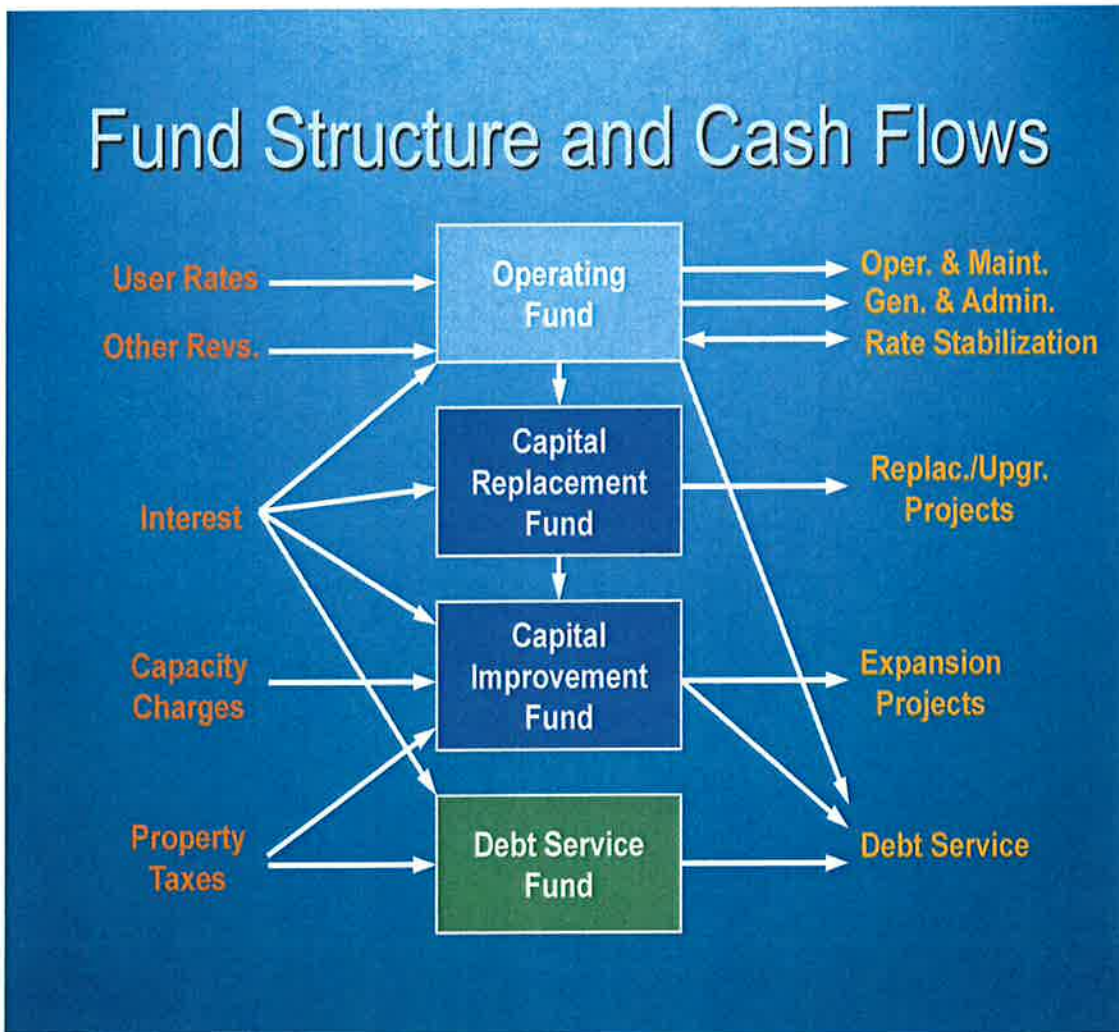 Fund Structure and Cash Flows
User Rates
Other Revs.
Interest
Capacity
Charges
Property
Taxes
Operating
Fund
Capital
Replacement
Fund
Capital
Improvement
Fund
Debt Service
Fund
Oper. & Maint.
Gen. & Admin.
Rate Stabilization
Replac./Upgr.
Projects
Expansion
Projects
Debt Service